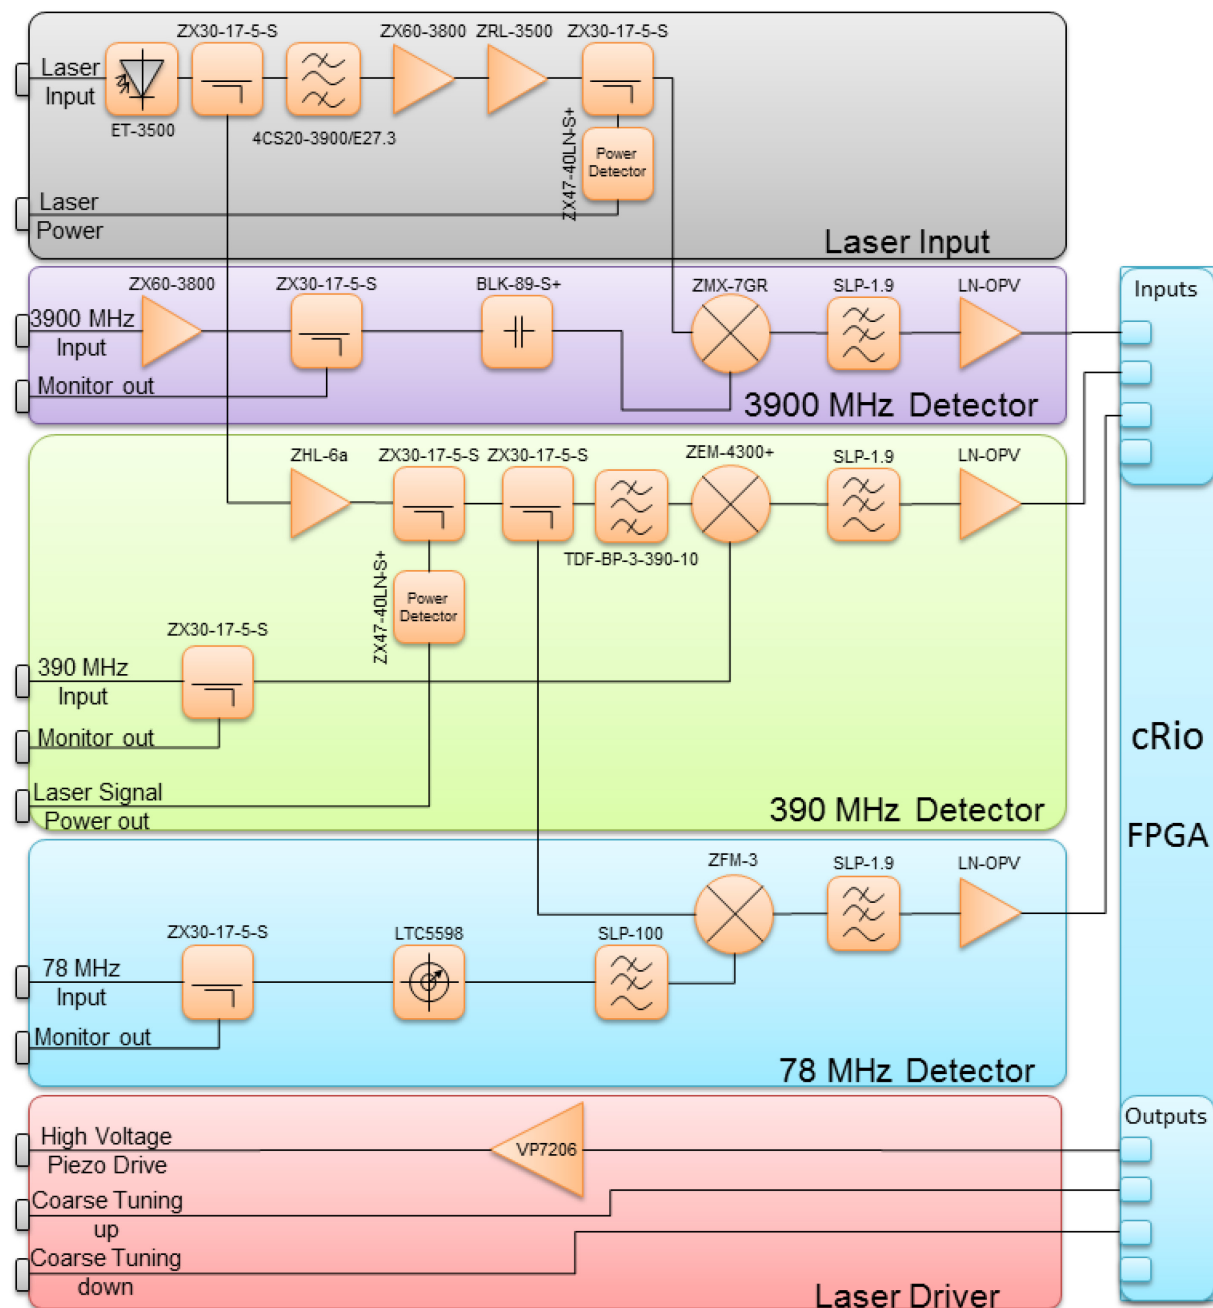 ZX30-17-5-S
ZX60-3800
ZRL-3500
ZX30-17-5-S
Laser
Input
ET-3500
4CS20-3900/E27.3
ZX47-40LN-S+
Power
Detector
Laser
Power
Laser Input
ZX60-3800
ZX30-17-5-S
BLK-89-S+
ZMX-7GR
SLP-1.9
LN-OPV
Inputs
3900 MHz
Input
Monitor out
3900 MHz Detector
ZHL-6a
ZX30-17-5-S
ZX30-17-5-S
ZEM-4300+
SLP-1.9
LN-OPV
TDF-BP-3-390-10
ZX47-40LN-S+
Power
Detector
ZX30-17-5-S
390 MHz
Input
Monitor out
Laser Signal
Power out
390 MHz Detector
cRio
FPGA
ZFM-3
SLP-1.9
LN-OPV
ZX30-17-5-S
LTC5598
SLP-100
78 MHz
Input
Monitor out
78 MHz Detector
Outputs
High Voltage
Piezo Drive
VP7206
Coarse Tuning
up
Coarse Tuning
down
Laser Driver